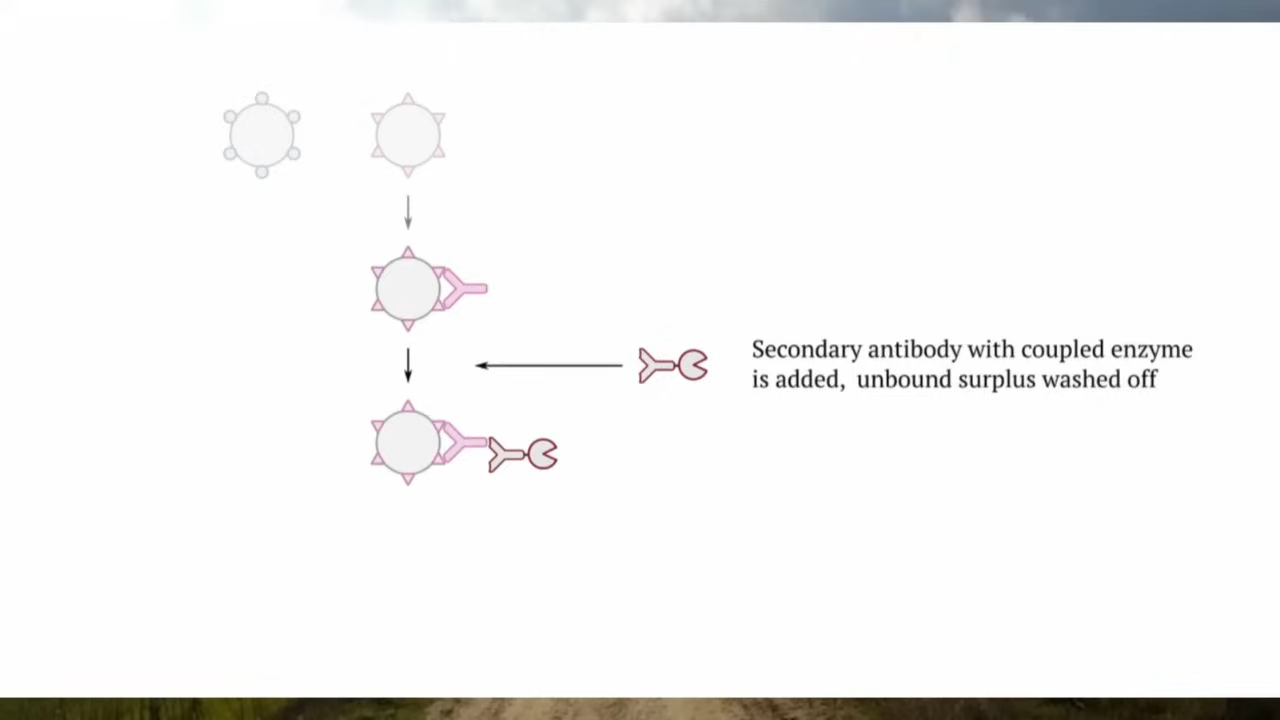 Secondary antibody with coupled enzyme
is added, unbound surplus washed off